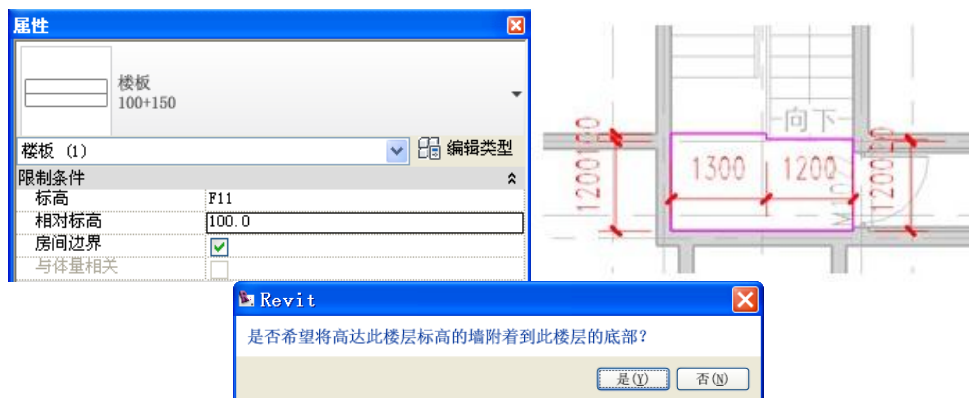 属性
楼板
100+150
楼板 (1)
编辑类型
限制条件
标高
F11
相对标高
100.0
房间边界
与体量相关
向下
1300
1200
1200100
1200
Revit
是否希望将高达此楼层标高的墙附着到此楼层的底部?
是(Y)
否(N)